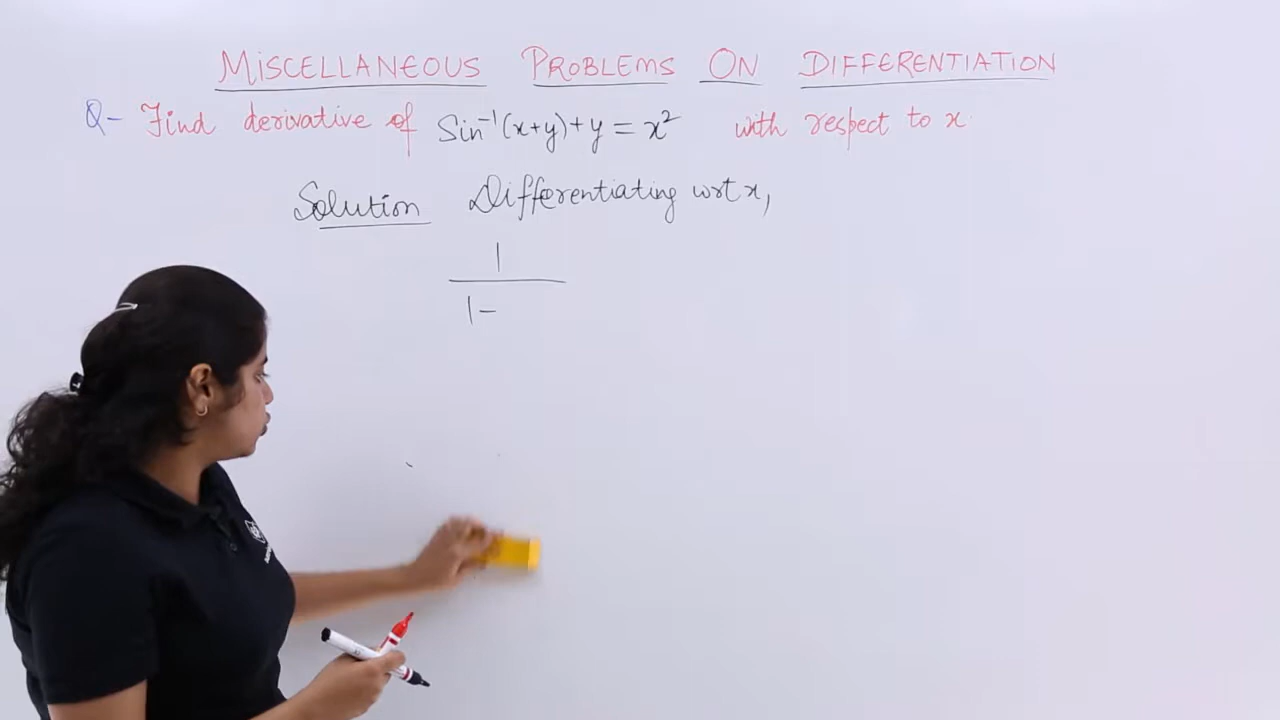 MISCELLANEOUS PROBLEMS ON DIFFERENTIATION
Q- Find derivative of Sin⁻¹(x+y)+y=x² with respect to x.
Solution Differentiating wrt x,
1
1-